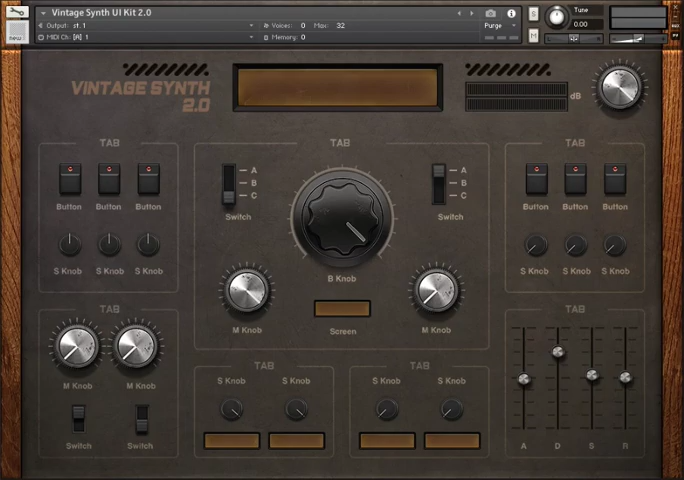 Vintage Synth UI Kit 2.0
Output: st.1
Voices: 0 Max: 32
Purge
MIDI Ch: [A] 1
Memory: 0
S
M
Tune
0.00
VINTAGE SYNTH
2.0
dB
TAB
Button Button Button
S Knob S Knob S Knob
TAB
A
B
C
Switch
A
B
C
Switch
B Knob
M Knob
M Knob
Screen
TAB
Button Button Button
S Knob S Knob S Knob
TAB
M Knob M Knob
Switch Switch
TAB
S Knob S Knob
TAB
S Knob S Knob
TAB
A D S R